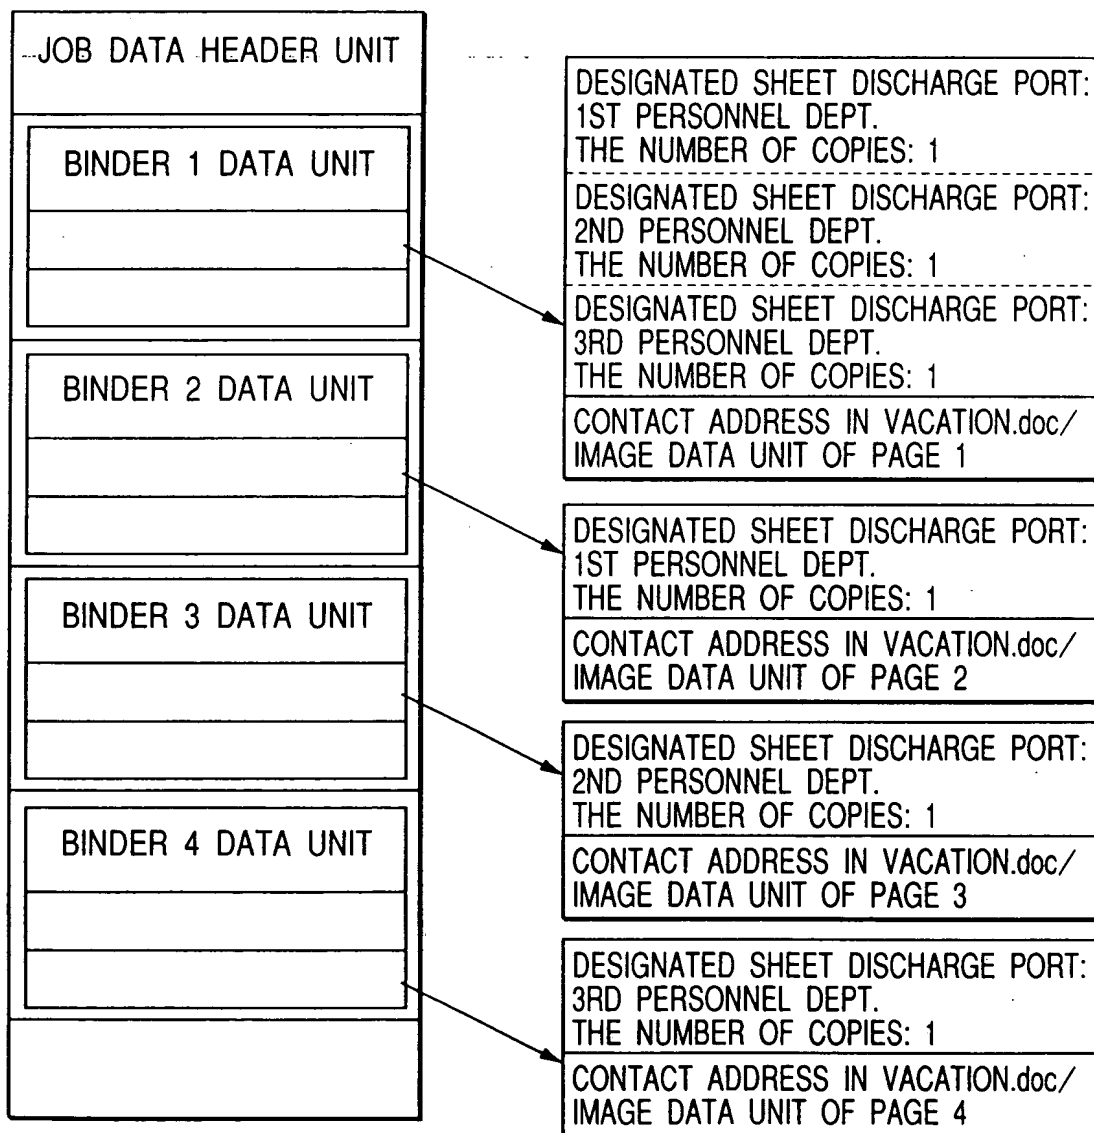 JOB DATA HEADER UNIT
BINDER 1 DATA UNIT
BINDER 2 DATA UNIT
BINDER 3 DATA UNIT
BINDER 4 DATA UNIT
DESIGNATED SHEET DISCHARGE PORT:
1ST PERSONNEL DEPT.
THE NUMBER OF COPIES: 1
DESIGNATED SHEET DISCHARGE PORT:
2ND PERSONNEL DEPT.
THE NUMBER OF COPIES: 1
DESIGNATED SHEET DISCHARGE PORT:
3RD PERSONNEL DEPT.
THE NUMBER OF COPIES: 1
CONTACT ADDRESS IN VACATION.doc/
IMAGE DATA UNIT OF PAGE 1
DESIGNATED SHEET DISCHARGE PORT:
1ST PERSONNEL DEPT.
THE NUMBER OF COPIES: 1
CONTACT ADDRESS IN VACATION.doc/
IMAGE DATA UNIT OF PAGE 2
DESIGNATED SHEET DISCHARGE PORT:
2ND PERSONNEL DEPT.
THE NUMBER OF COPIES: 1
CONTACT ADDRESS IN VACATION.doc/
IMAGE DATA UNIT OF PAGE 3
DESIGNATED SHEET DISCHARGE PORT:
3RD PERSONNEL DEPT.
THE NUMBER OF COPIES: 1
CONTACT ADDRESS IN VACATION.doc/
IMAGE DATA UNIT OF PAGE 4